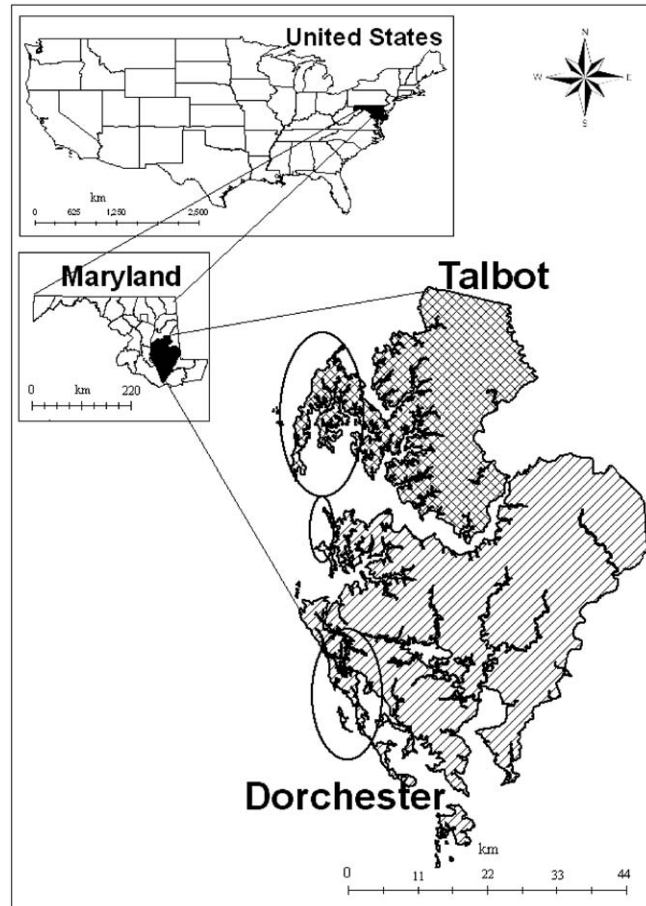 United States
N
W E
S
km
0 625 1,250 2,500
Maryland
Talbot
0 km 220
Dorchester
km
0 11 22 33 44